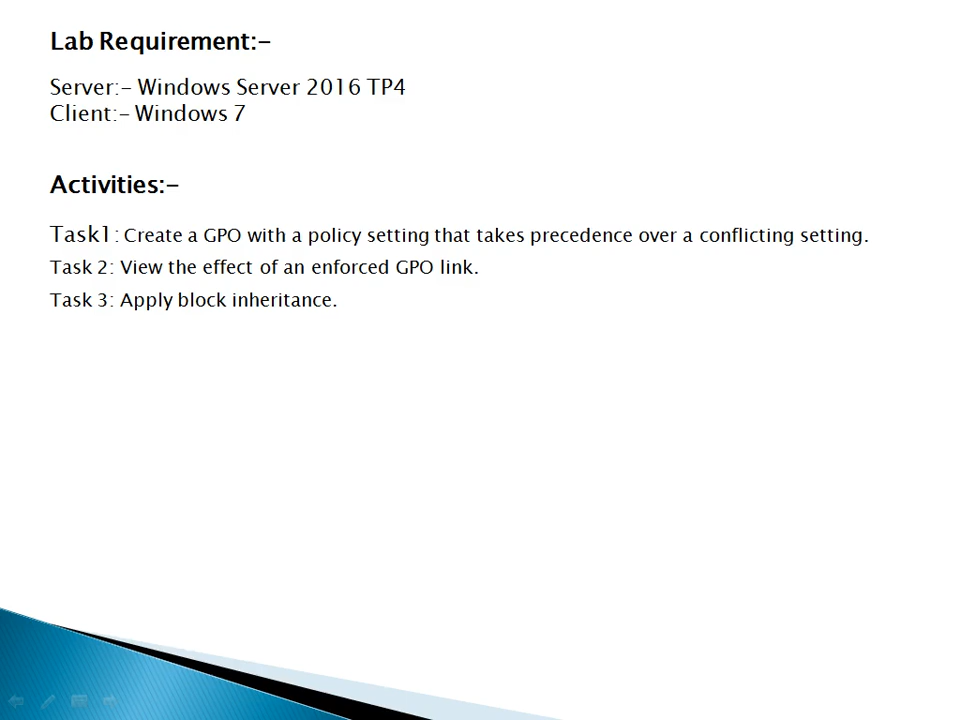 Lab Requirement:-
Server:- Windows Server 2016 TP4
Client:- Windows 7
Activities:-
Task1: Create a GPO with a policy setting that takes precedence over a conflicting setting.
Task 2: View the effect of an enforced GPO link.
Task 3: Apply block inheritance.